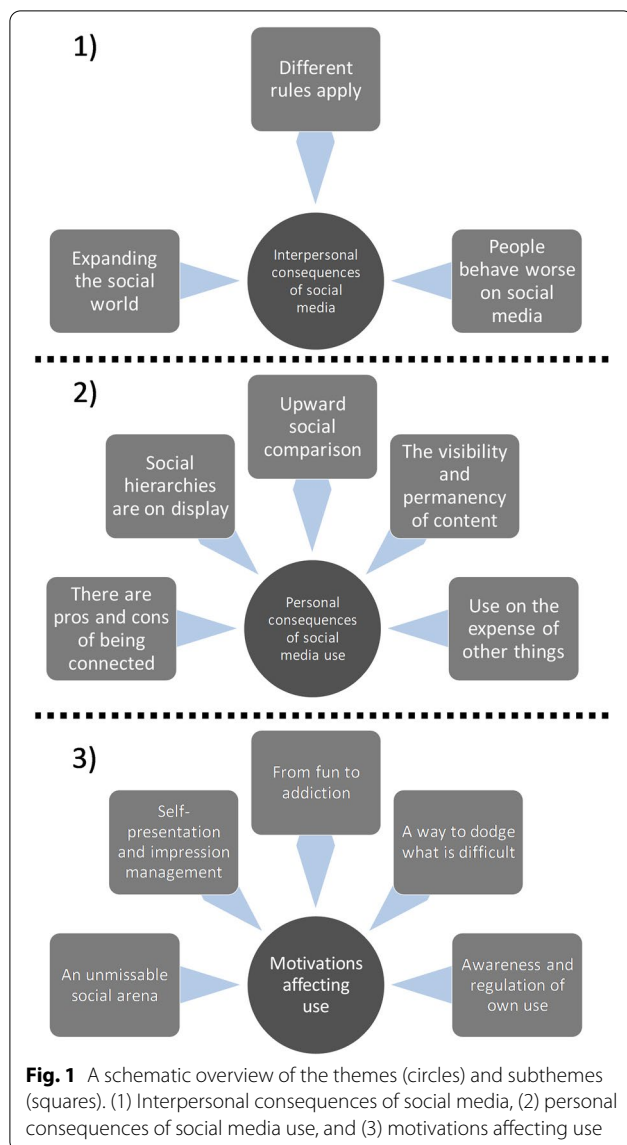 1)
Different
rules apply
Expanding
the social
world
Interpersonal
consequences
of social
media
People
behave worse
on social
media
2)
Upward
social
comparison
Social
hierarchies
are on display
The visibility
and
permanency
of content
There are
pros and cons
of being
connected
Personal
consequences
of social
media use
Use on the
expense of
other things
3)
From fun to
addiction
Self-
presentation
and impression
management
A way to dodge
what is difficult
An unmissable
social arena
Motivations
affecting
use
Awareness and
regulation of
own use
Fig. 1 A schematic overview of the themes (circles) and subthemes
(squares). (1) Interpersonal consequences of social media, (2) personal
consequences of social media use, and (3) motivations affecting use